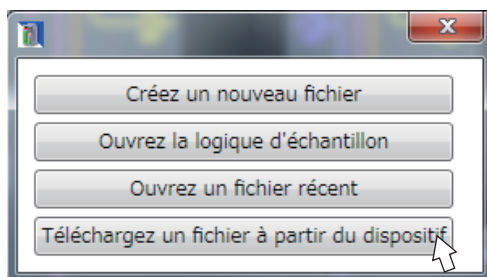 Créez un nouveau fichier
Ouvrez la logique d'échantillon
Ouvrez un fichier récent
Téléchargez un fichier à partir du dispositif